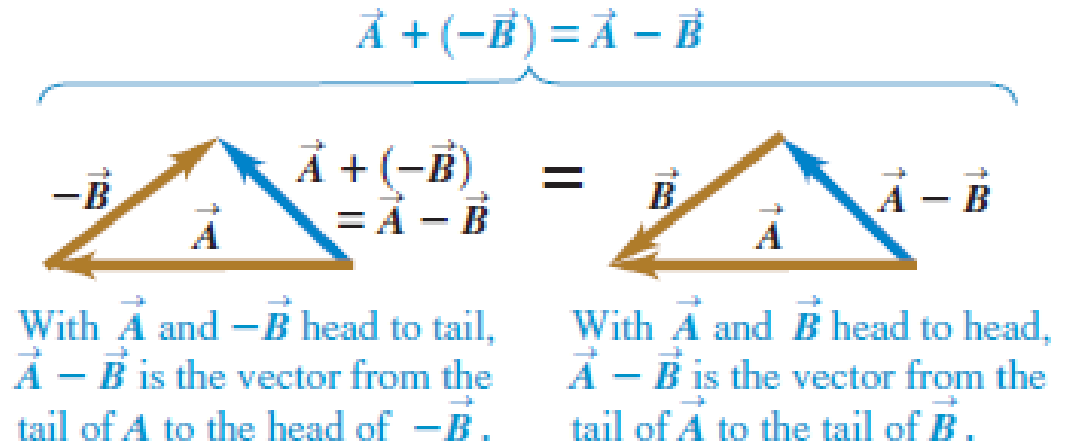 A⃗ + (−B⃗) = A⃗ − B⃗
−B⃗
A⃗
A⃗ + (−B⃗)
= A⃗ − B⃗
=
B⃗
A⃗
A⃗ − B⃗
With A⃗ and −B⃗ head to tail,
A⃗ − B⃗ is the vector from the
tail of A to the head of −B⃗.
With A⃗ and B⃗ head to head,
A⃗ − B⃗ is the vector from the
tail of A⃗ to the tail of B⃗.